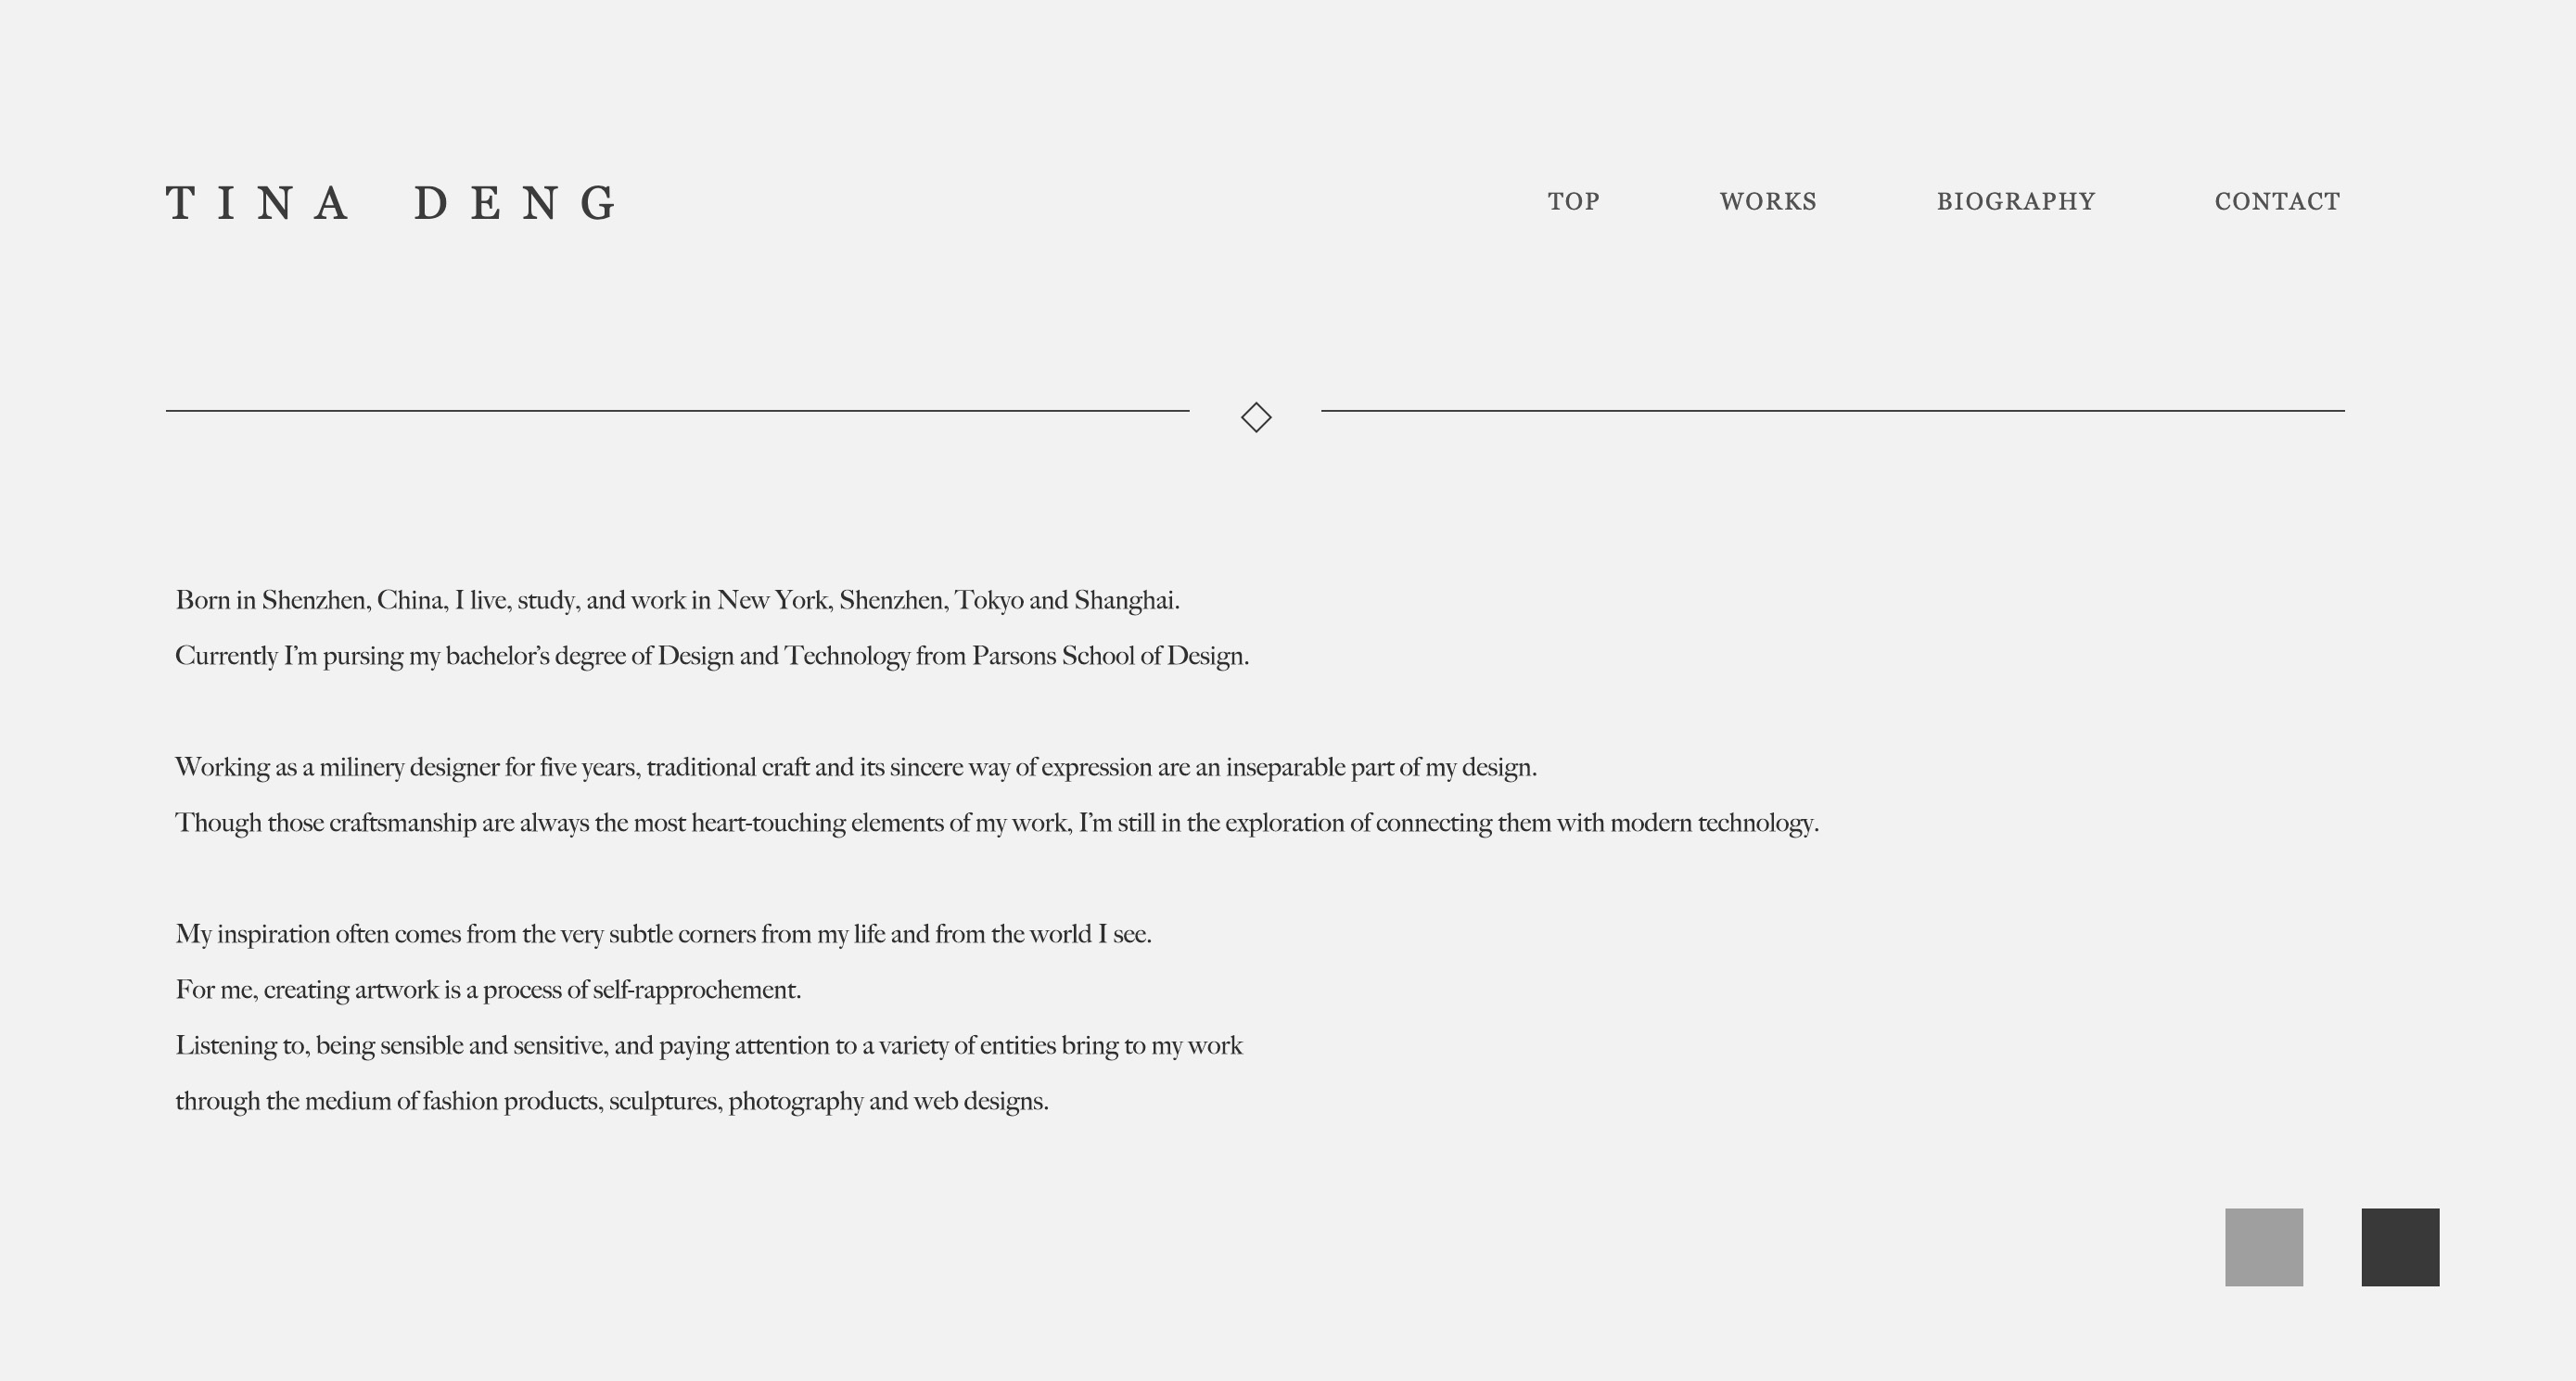 TINA DENG
TOP WORKS BIOGRAPHY CONTACT
Born in Shenzhen, China, I live, study, and work in New York, Shenzhen, Tokyo and Shanghai.
Currently I’m pursing my bachelor’s degree of Design and Technology from Parsons School of Design.
Working as a milinery designer for five years, traditional craft and its sincere way of expression are an inseparable part of my design.
Though those craftsmanship are always the most heart-touching elements of my work, I’m still in the exploration of connecting them with modern technology.
My inspiration often comes from the very subtle corners from my life and from the world I see.
For me, creating artwork is a process of self-rapprochement.
Listening to, being sensible and sensitive, and paying attention to a variety of entities bring to my work
through the medium of fashion products, sculptures, photography and web designs.